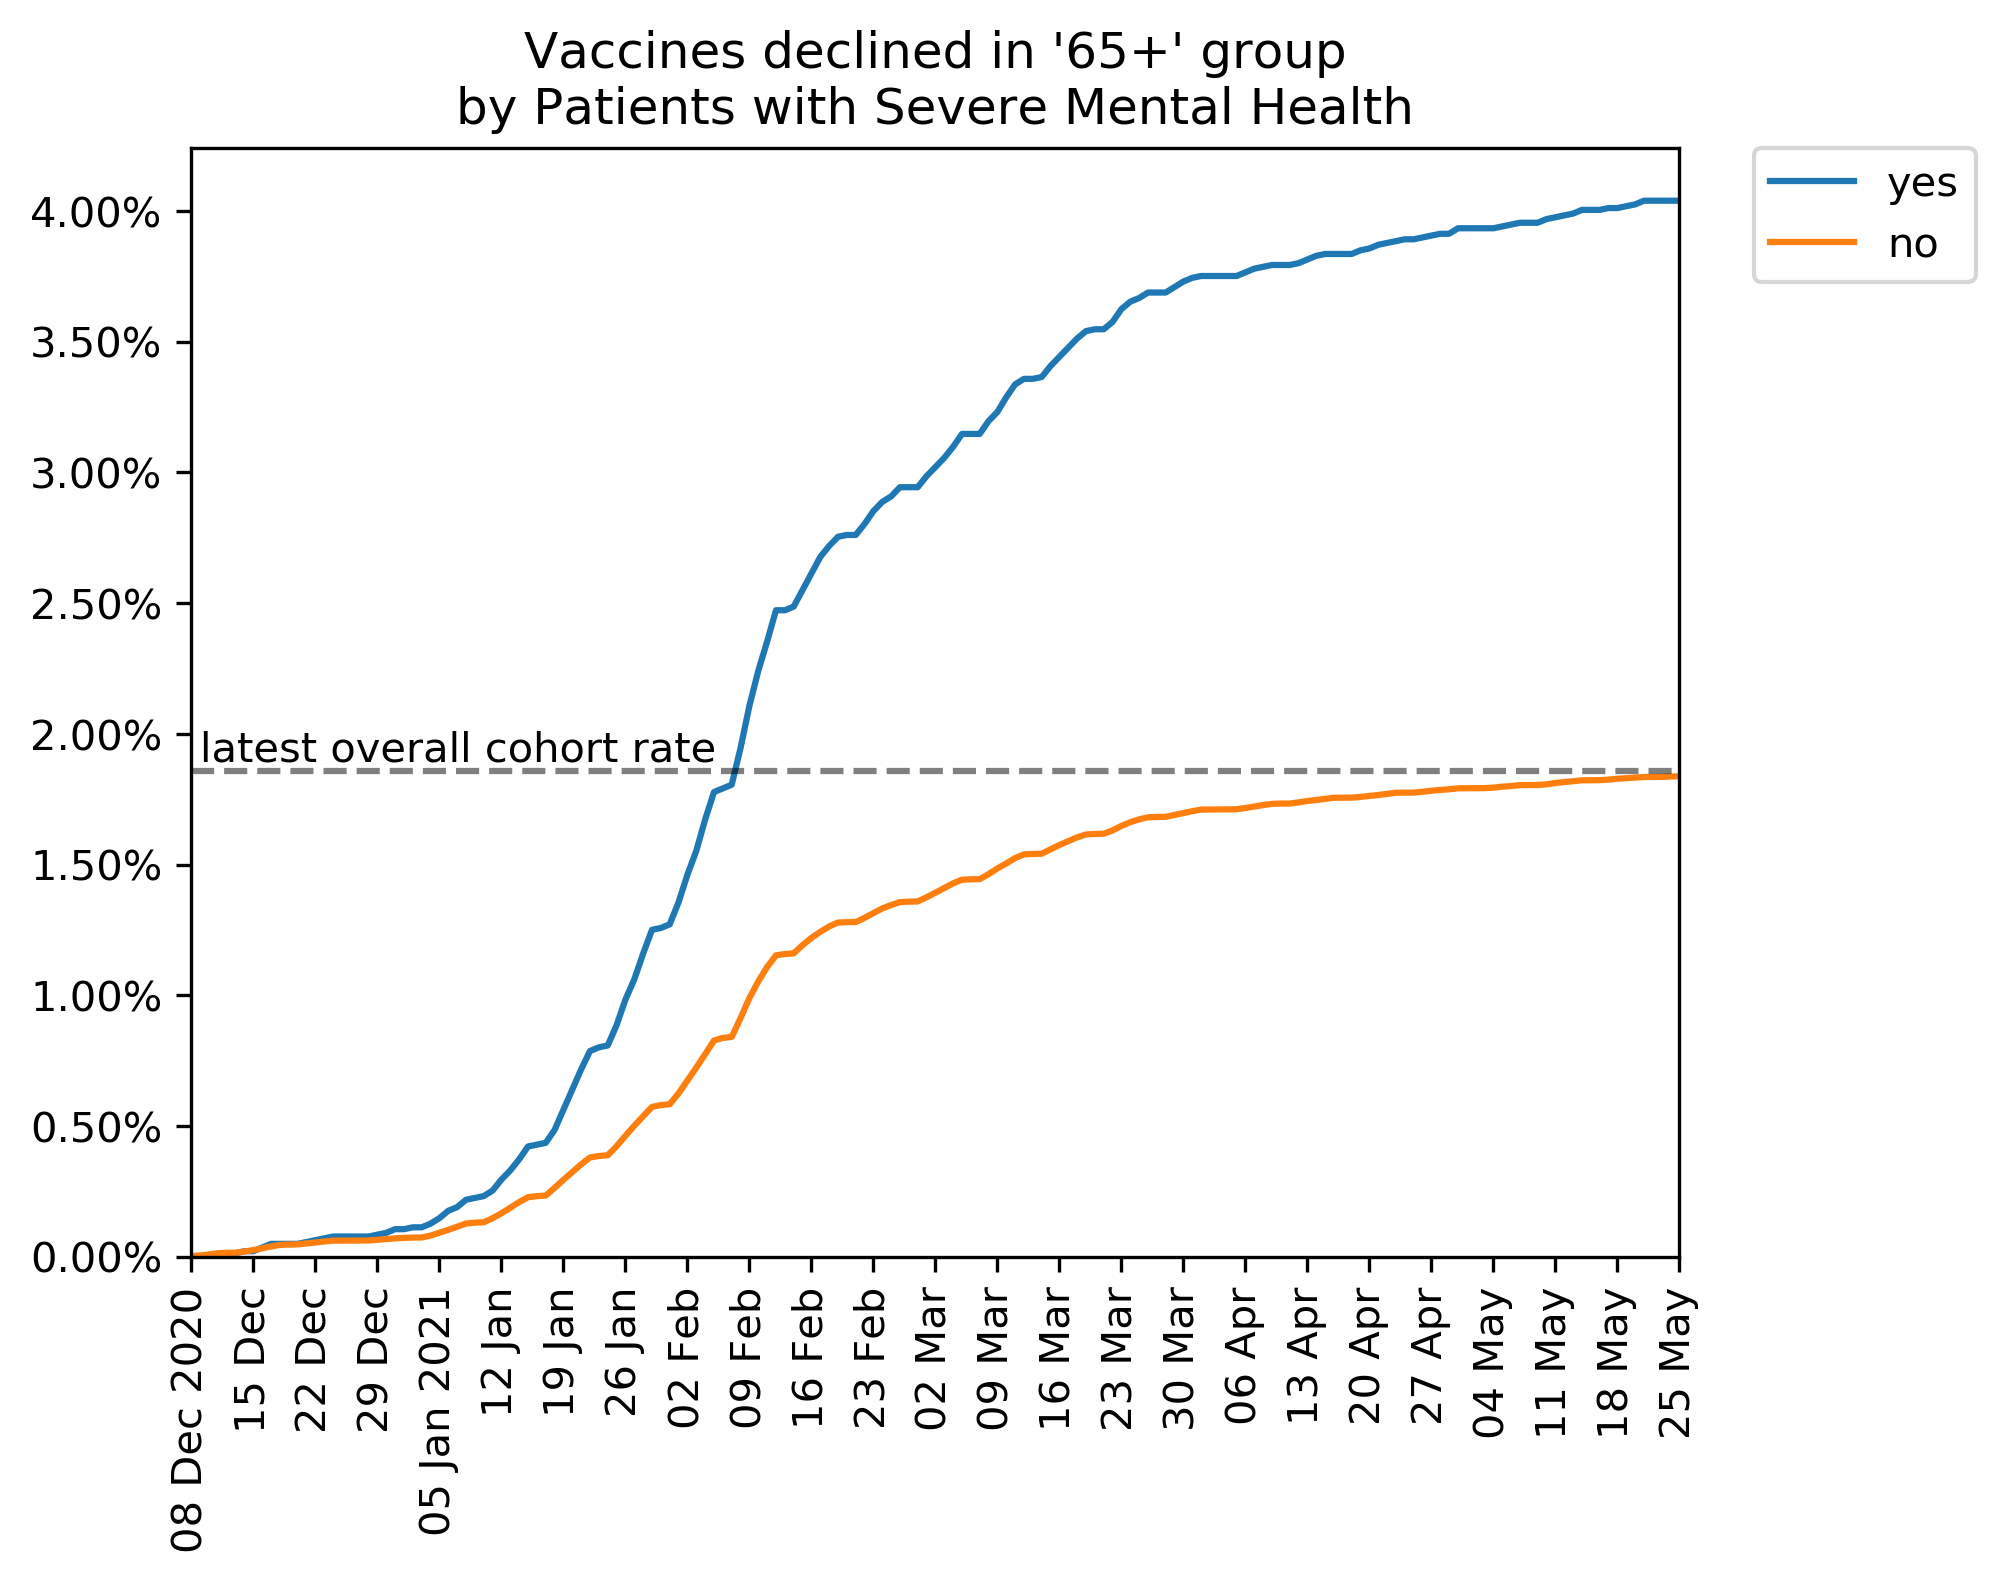 Vaccines declined in '65+' group
by Patients with Severe Mental Health
yes
no
4.00%
3.50%
3.00%
2.50%
2.00%
latest overall cohort rate
1.50%
1.00%
0.50%
0.00%
08 Dec 2020
15 Dec
22 Dec
29 Dec
05 Jan 2021
12 Jan
19 Jan
26 Jan
02 Feb
09 Feb
16 Feb
23 Feb
02 Mar
09 Mar
16 Mar
23 Mar
30 Mar
06 Apr
13 Apr
20 Apr
27 Apr
04 May
11 May
18 May
25 May